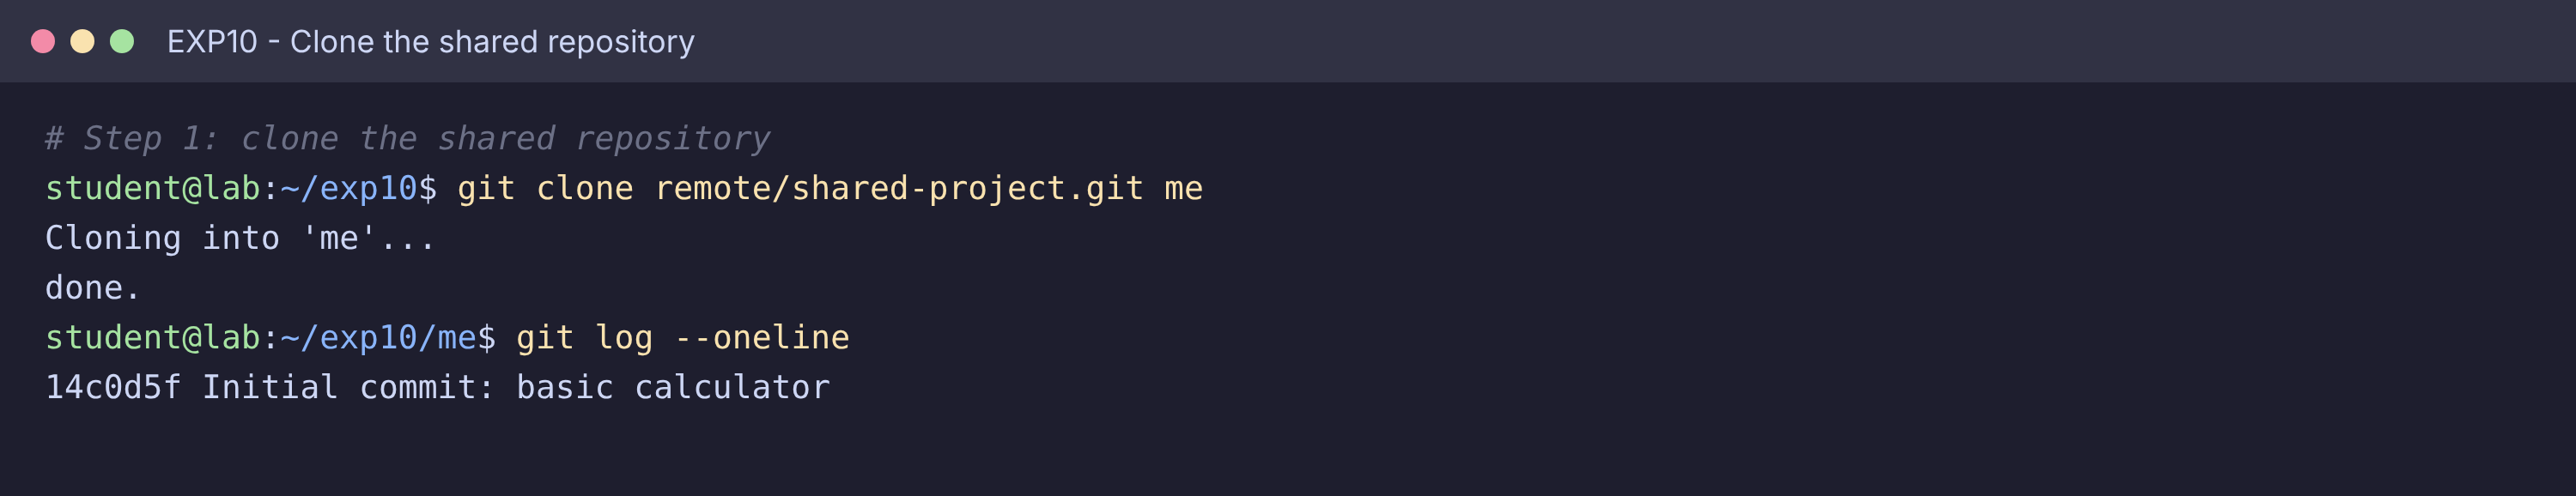 EXP10 - Clone the shared repository
# Step 1: clone the shared repository
student@lab:~/exp10$ git clone remote/shared-project.git me
Cloning into 'me'...
done.
student@lab:~/exp10/me$ git log --oneline
14c0d5f Initial commit: basic calculator